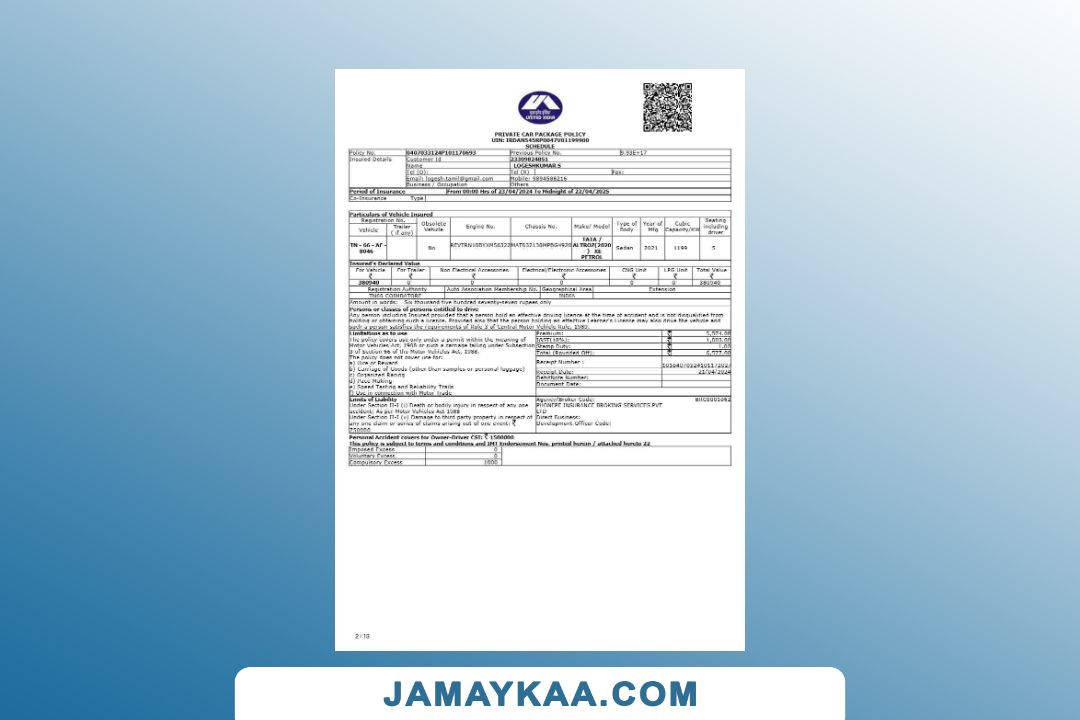 UNITED INDIA
PRIVATE CAR PACKAGE POLICY
UIN: IRDAN545RP0047V01199900
SCHEDULE
Policy No. 0407033124P101170693 Previous Policy No. 9.93E+17
Insured Details Customer Id 23309024051
Name LOGESHKUMAR S
Tel (O): Tel (R) Fax:
Email: logesh.tamil@gmail.com Mobile: 9894586216
Business / Occupation Others
Period of Insurance From 00:00 Hrs of 23/04/2024 To Midnight of 22/04/2025
Co-Insurance Type
Particulars of Vehicle Insured
Registration No. Obsolete Vehicle Engine No. Chassis No. Make/ Model Type of Body Year of Mfg Cubic Capacity/KW Seating including driver
Vehicle Trailer ( if any)
TN - 66 - AF - 8046 No TATA / ALTROZ(2020 ) XE PETROL Sedan 2021 1199 5
Insured's Declared Value
For Vehicle For Trailer Non Electrical Accessories Electrical/Electronic Accessories CNG Unit LPG Unit Total Value
₹ ₹ ₹ ₹ ₹ ₹ ₹
380940 0 0 0 0 0 380940
Registration Authority Auto Association Membership No. Geographical Area Extension
TN66 COIMBATORE INDIA
Amount in words: Six thousand five hundred seventy-seven rupees only
Persons or classes of persons entitled to drive
Any person including Insured provided that a person hold an effective driving licence at the time of accident and is not disqualified from
holding or obtaining such a licence. Provided also that the person holding an effective Learner's Licence may also drive the vehicle and
such a person satisfies the requirements of Rule 3 of Central Motor Vehicle Rule, 1989.
Limitations as to use
The policy covers use only under a permit within the meaning of
Motor Vehicles Act, 1988 or such a carriage falling under Subsection
3 of Section 66 of the Motor Vehicles Act, 1988.
The policy does not cover use for:
a) Hire or Reward
b) Carriage of Goods (other than samples or personal luggage)
c) Organized Racing
d) Pace Making
e) Speed Testing and Reliability Trails
f) Use in connection with Motor Trade
Premium: ₹ 5,574.00
IGST(18%): ₹ 1,003.00
Stamp Duty: ₹ 1.00
Total (Rounded Off): ₹ 6,577.00
Receipt Number :
Receipt Date: 21/04/2024
DebitNote Number:
Document Date:
Limits of Liability
Under Section II-I (i) Death or bodily injury in respect of any one
accident: As per Motor Vehicles Act 1988
Under Section II-I (ii) Damage to third party property in respect of
any one claim or series of claims arising out of one event: ₹
750000
Agency/Broker Code:
PHONEPE INSURANCE BROKING SERVICES PVT
LTD
Direct Business:
Development Officer Code:
Personal Accident covers for Owner-Driver CSI: ₹ 1500000
This policy is subject to terms and conditions and IMT Endorsement Nos. printed herein / attached hereto 22
Imposed Excess 0
Voluntary Excess 0
Compulsory Excess 1000
2 / 13
JAMAYKAA.COM